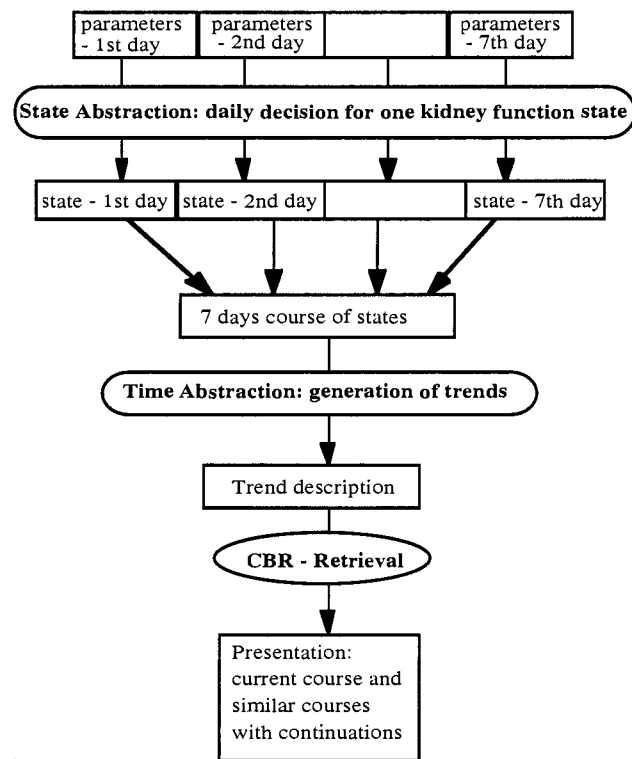 parameters - 1st day
parameters - 2nd day
parameters - 7th day
State Abstraction: daily decision for one kidney function state
state - 1st day
state - 2nd day
state - 7th day
7 days course of states
Time Abstraction: generation of trends
Trend description
CBR - Retrieval
Presentation:
current course and
similar courses
with continuations